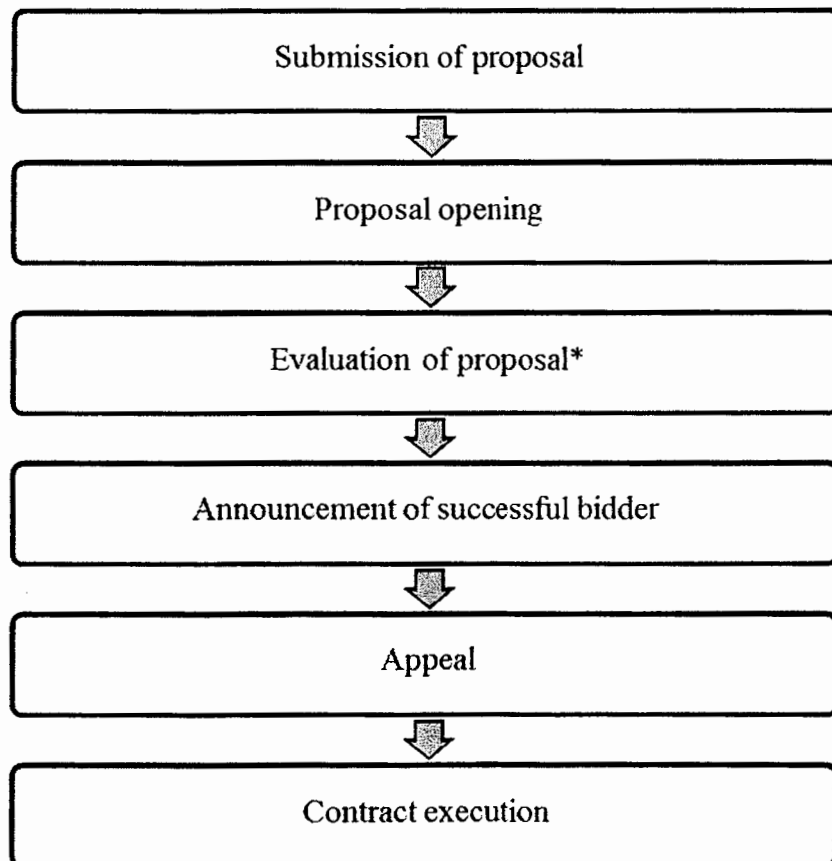 Submission of proposal
Proposal opening
Evaluation of proposal*
Announcement of successful bidder
Appeal
Contract execution